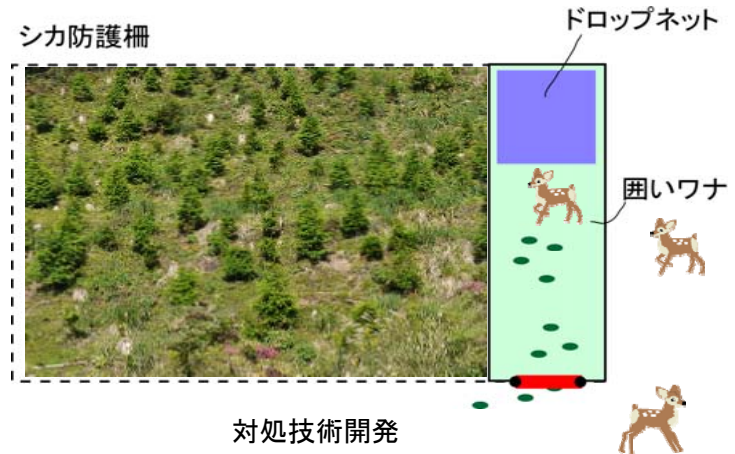 ドロップネット
シカ防護柵
囲いワナ
対処技術開発